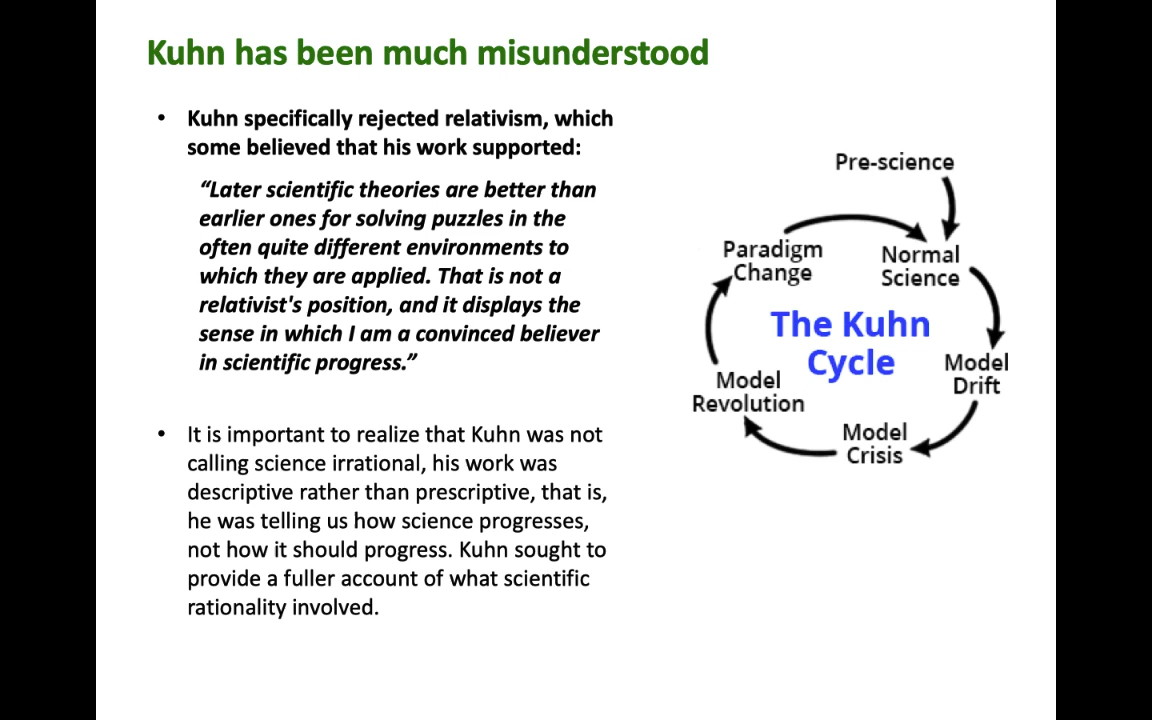 Kuhn has been much misunderstood
• Kuhn specifically rejected relativism, which
some believed that his work supported:
“Later scientific theories are better than
earlier ones for solving puzzles in the
often quite different environments to
which they are applied. That is not a
relativist's position, and it displays the
sense in which I am a convinced believer
in scientific progress.”
• It is important to realize that Kuhn was not
calling science irrational, his work was
descriptive rather than prescriptive, that is,
he was telling us how science progresses,
not how it should progress. Kuhn sought to
provide a fuller account of what scientific
rationality involved.
Pre-science
Normal
Science
Model
Drift
Model
Crisis
Model
Revolution
Paradigm
Change
The Kuhn
Cycle